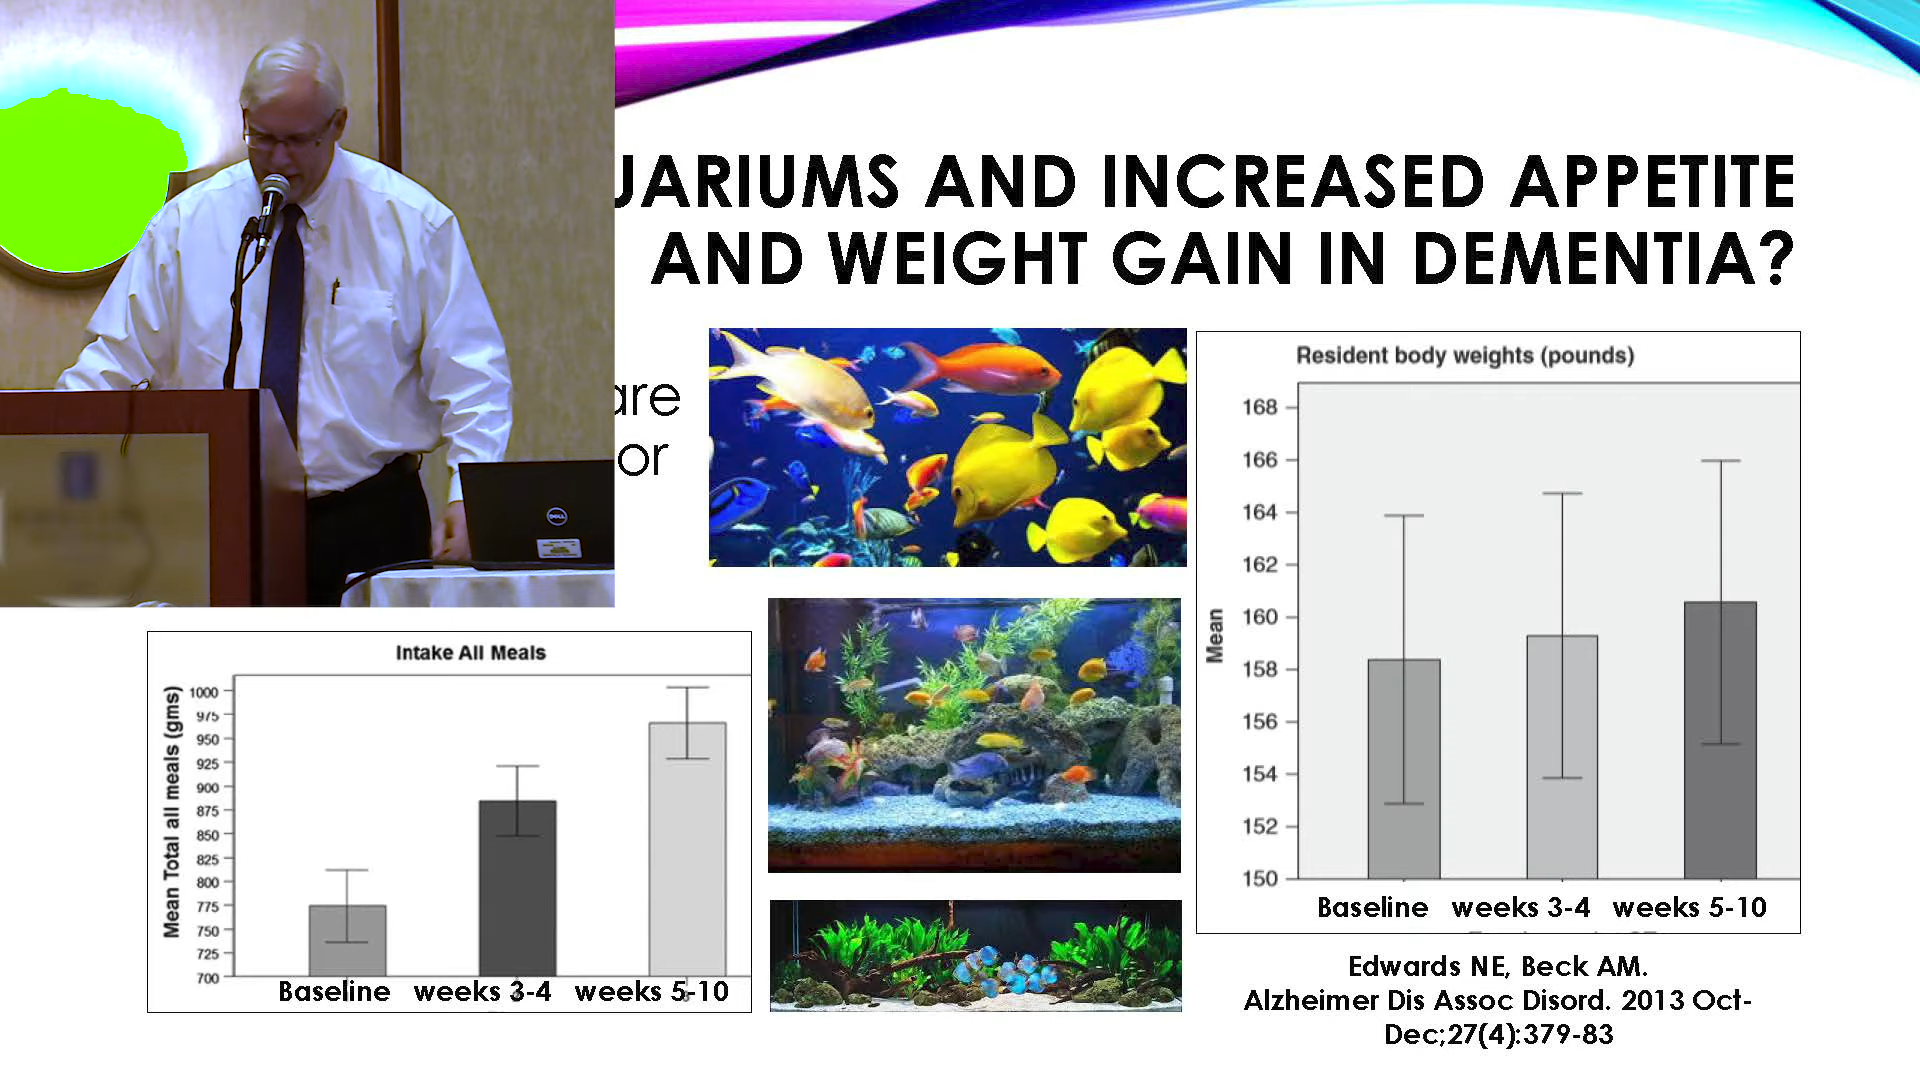 UARIUMS AND INCREASED APPETITE
AND WEIGHT GAIN IN DEMENTIA?
are
or
DELL
Intake All Meals
Mean Total all meals (gms)
1000
975
950
925
900
875
850
825
800
775
750
725
700
Baseline weeks 3-4 weeks 5-10
Resident body weights (pounds)
Mean
168
166
164
162
160
158
156
154
152
150
Baseline weeks 3-4 weeks 5-10
Edwards NE, Beck AM.
Alzheimer Dis Assoc Disord. 2013 Oct-
Dec;27(4):379-83